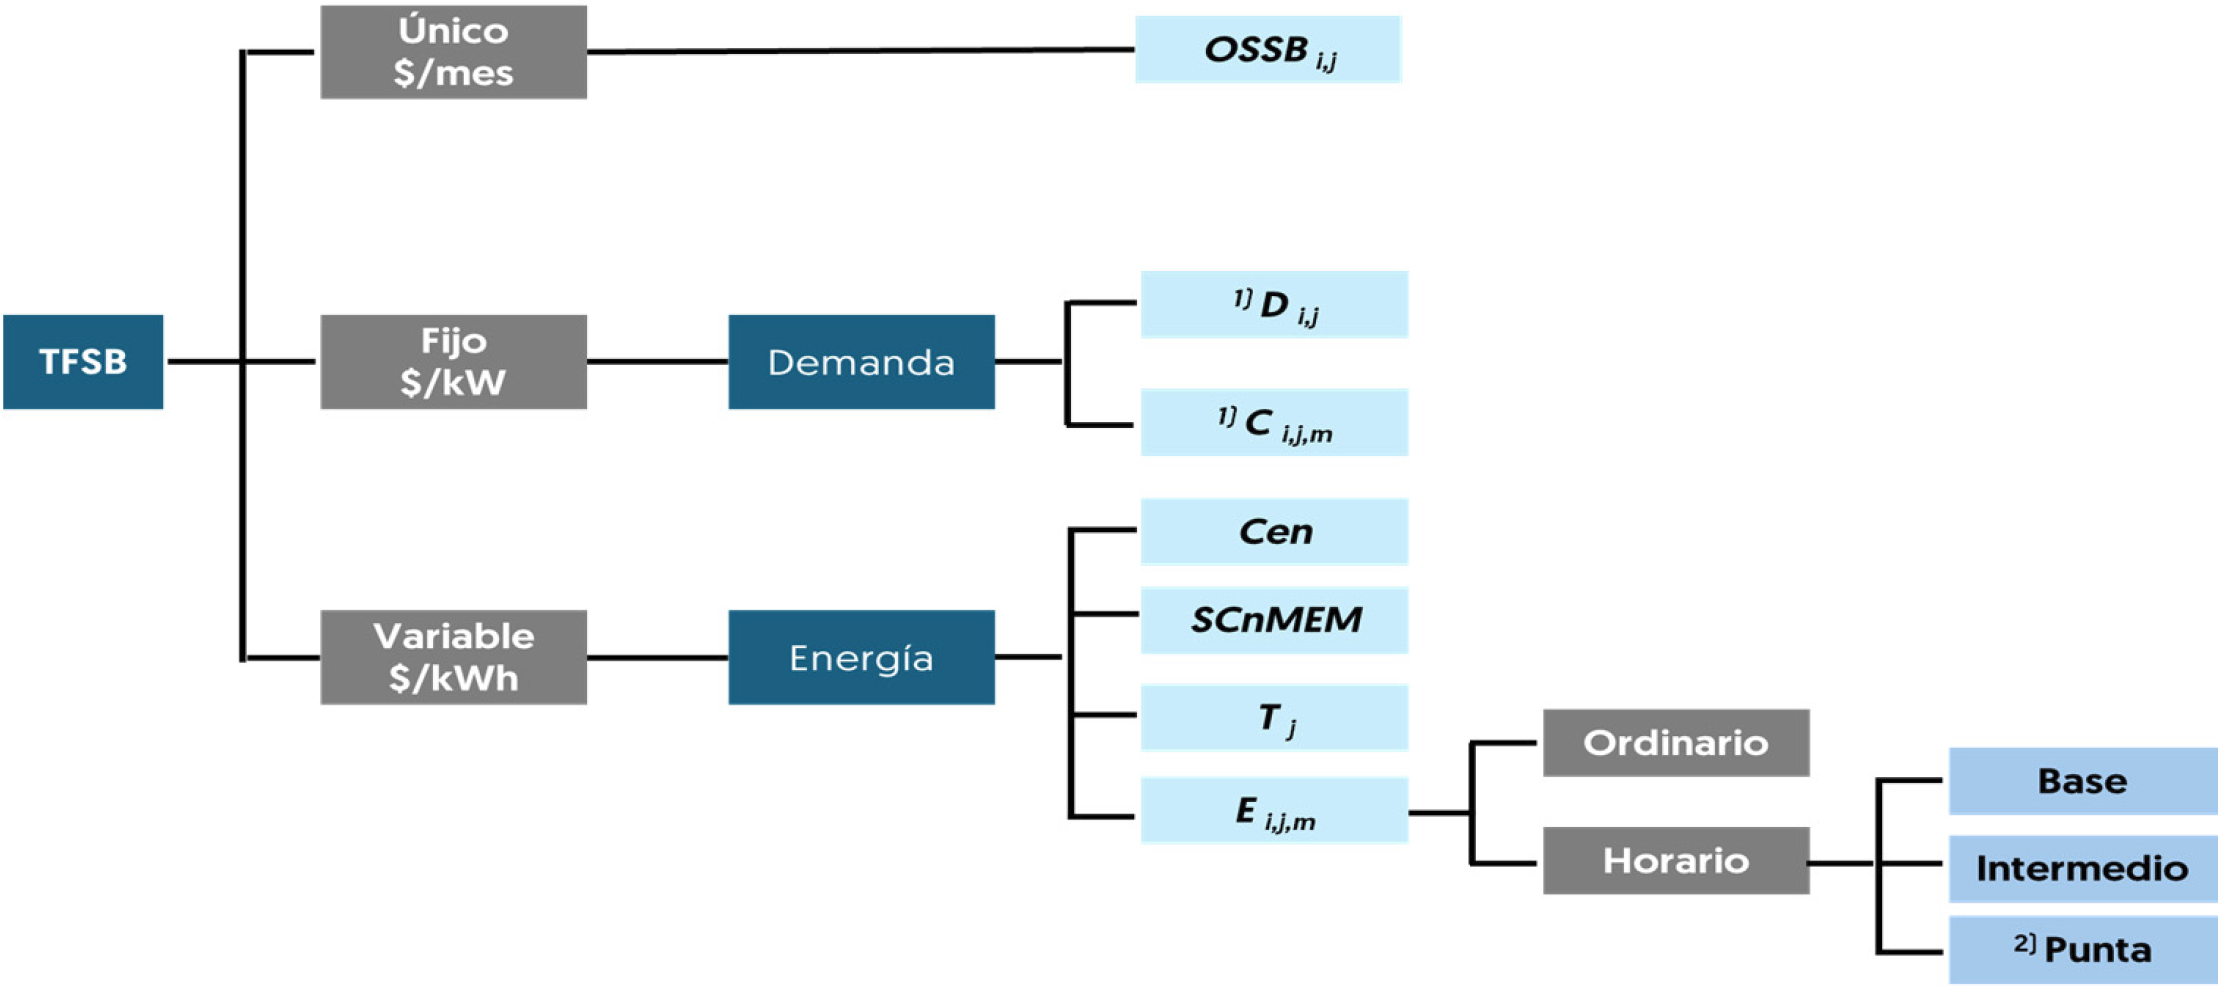 Único
$/mes
OSSB i,j
1) D i,j
TFSB
Fijo
$/kW
Demanda
1) C i,j,m
Cen
SCnMEM
Variable
$/kWh
Energía
T j
Ordinario
E i,j,m
Base
Horario
Intermedio
2) Punta